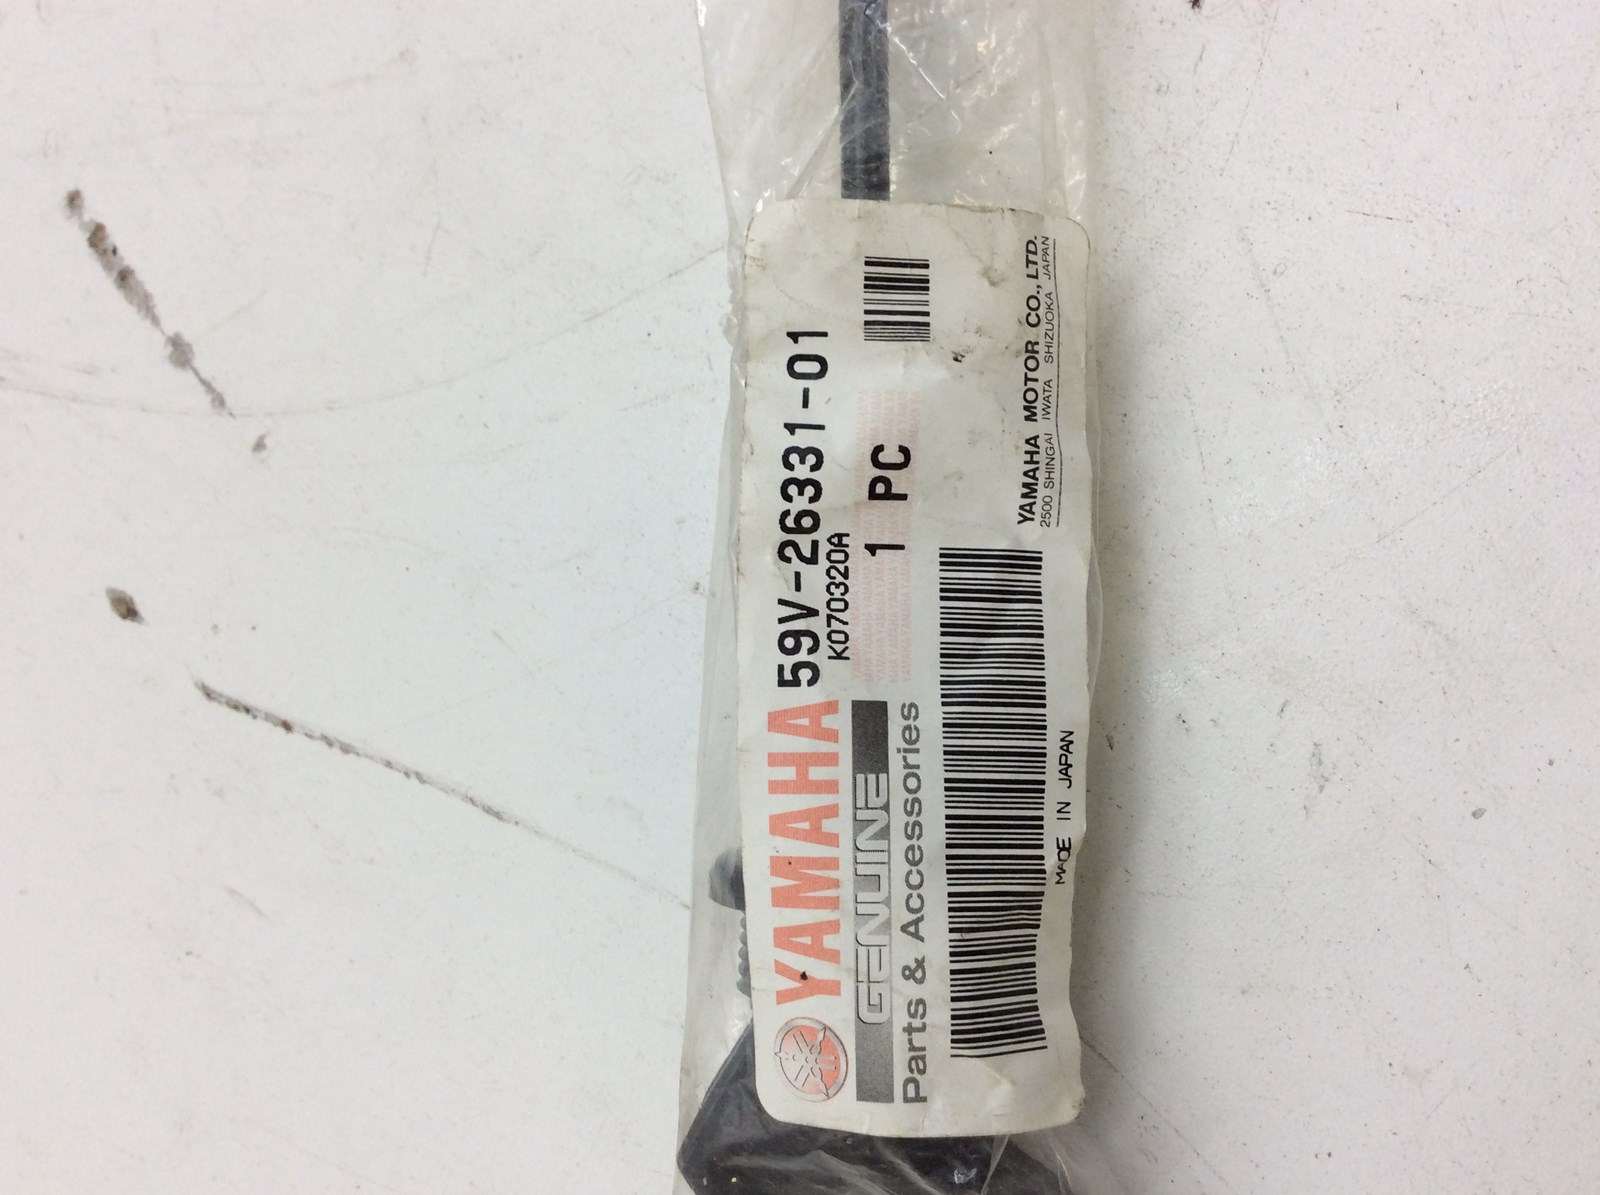 YAMAHA 59V-26331-01
K070320A
GENUINE 1 PC
Parts & Accessories
YAMAHA MOTOR CO., LTD.
2500 SHINGAI IWATA SHIZUOKA JAPAN
MADE IN JAPAN